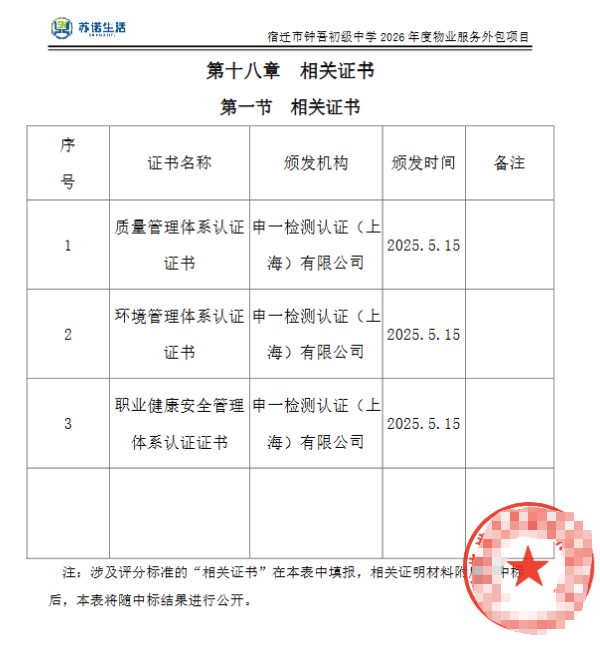 苏诺生活
宿迁市钟吾初级中学 2026 年度物业服务外包项目
第十八章 相关证书
第一节 相关证书
序
号
证书名称
颁发机构
颁发时间
备注
1
质量管理体系认证
证书
申一检测认证（上
海）有限公司
2025.5.15
2
环境管理体系认证
证书
申一检测认证（上
海）有限公司
2025.5.15
3
职业健康安全管理
体系认证证书
申一检测认证（上
海）有限公司
2025.5.15
注：涉及评分标准的“相关证书”在本表中填报，相关证明材料附 中标
后，本表将随中标结果进行公开。